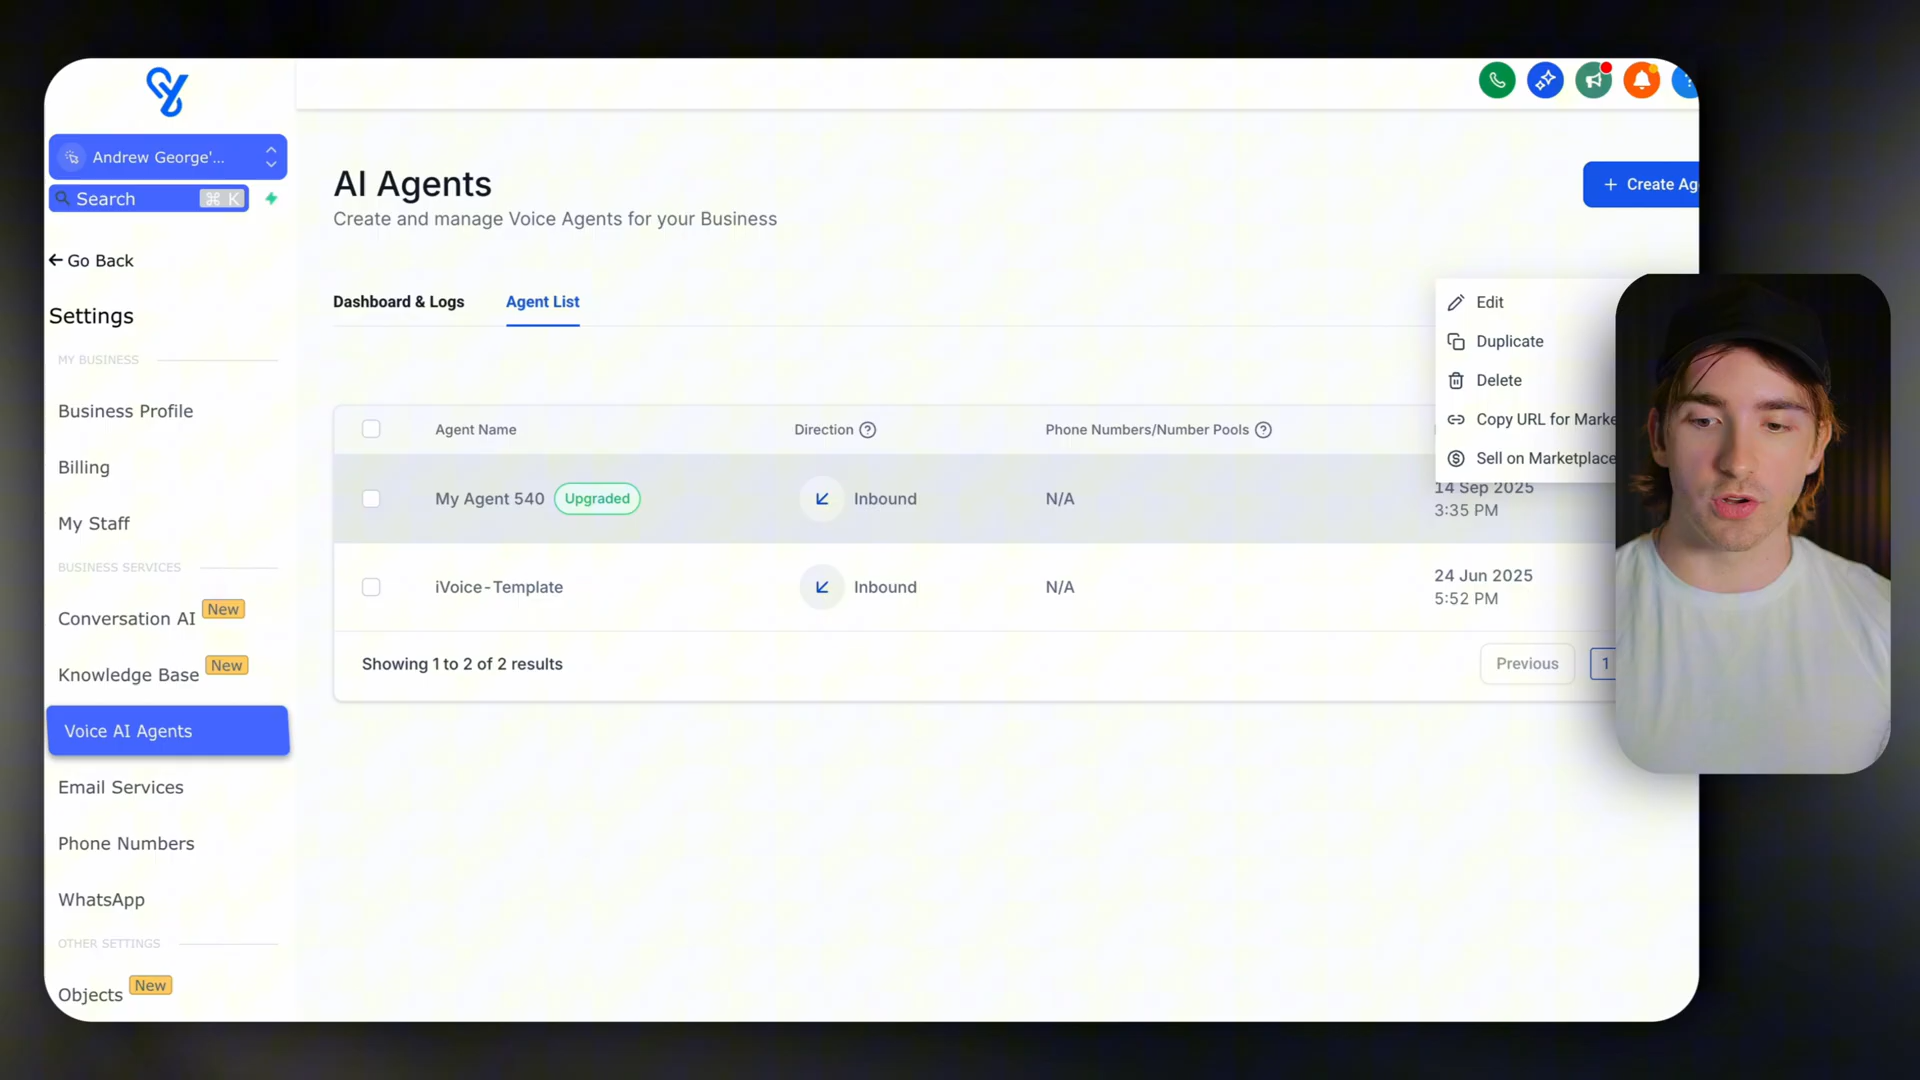 Andrew George'...
Search ⌘ K
Go Back
Settings
MY BUSINESS
Business Profile
Billing
My Staff
BUSINESS SERVICES
Conversation AI New
Knowledge Base New
Voice AI Agents
Email Services
Phone Numbers
WhatsApp
OTHER SETTINGS
Objects New
AI Agents
Create and manage Voice Agents for your Business
+ Create Ag
Dashboard & Logs
Agent List
Edit
Duplicate
Delete
Copy URL for Marke
Sell on Marketplace
Agent Name
Direction ?
Phone Numbers/Number Pools ?
My Agent 540 Upgraded
Inbound
N/A
14 Sep 2025
3:35 PM
iVoice-Template
Inbound
N/A
24 Jun 2025
5:52 PM
Showing 1 to 2 of 2 results
Previous
1